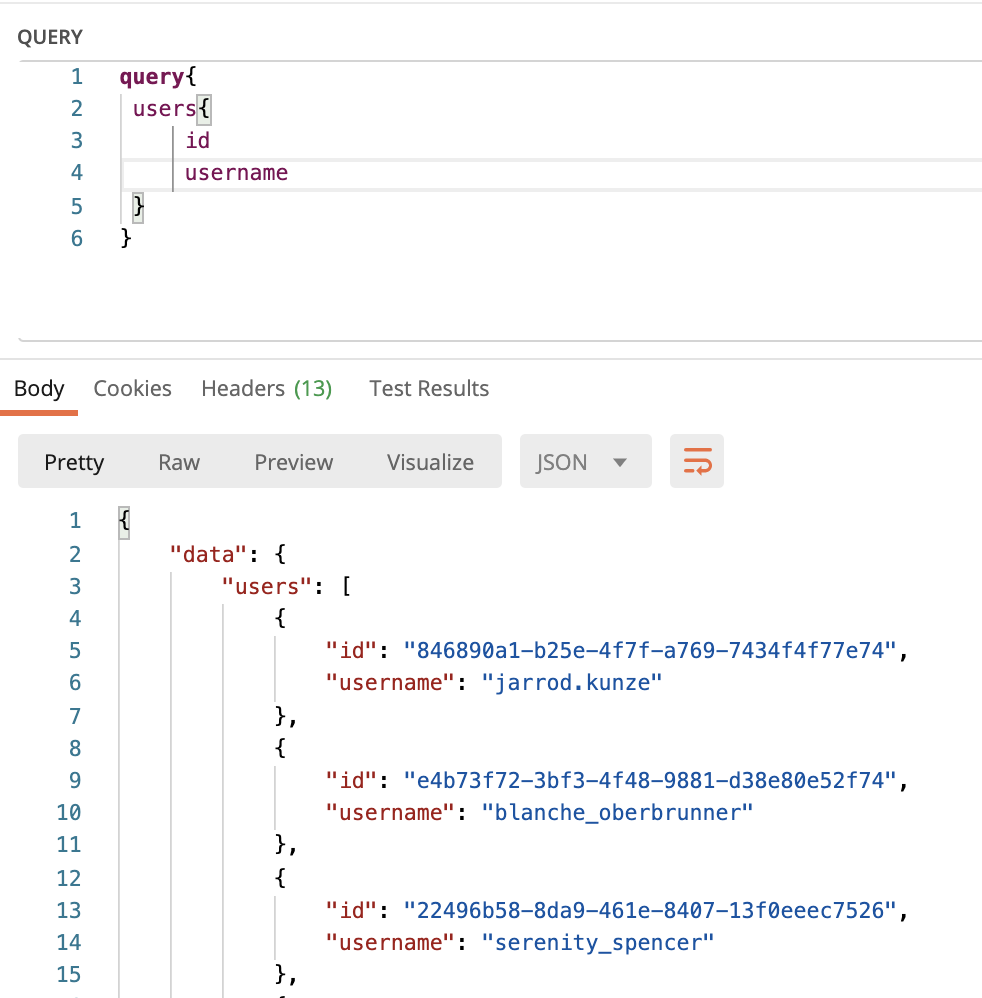 QUERY
1 query{
2 users{
3 id
4 username
5 }
6 }
Body Cookies Headers (13) Test Results
Pretty Raw Preview Visualize JSON
1 {
2 "data": {
3 "users": [
4 {
5 "id": "846890a1-b25e-4f7f-a769-7434f4f77e74",
6 "username": "jarrod.kunze"
7 },
8 {
9 "id": "e4b73f72-3bf3-4f48-9881-d38e80e52f74",
10 "username": "blanche_oberbrunner"
11 },
12 {
13 "id": "22496b58-8da9-461e-8407-13f0eeec7526",
14 "username": "serenity_spencer"
15 },